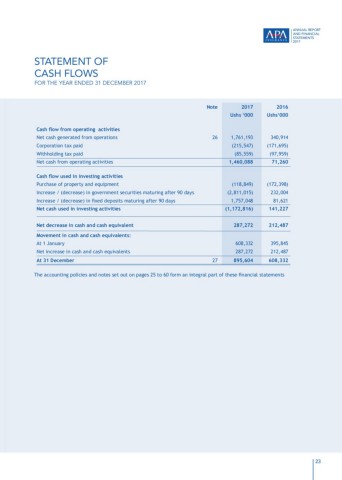 APA
INSURANCE
ANNUAL REPORT
AND FINANCIAL
STATEMENTS
2017
STATEMENT OF
CASH FLOWS
FOR THE YEAR ENDED 31 DECEMBER 2017
Note 2017 2016
Ushs '000 Ushs'000
Cash flow from operating activities
Net cash generated from operations 26 1,761,193 340,914
Corporation tax paid (215,547) (171,695)
Withholding tax paid (85,559) (97,959)
Net cash from operating activities 1,460,088 71,260
Cash flow used in investing activities
Purchase of property and equipment (118,849) (172,398)
Increase / (decrease) in government securities maturing after 90 days (2,811,015) 232,004
Increase / (decrease) in fixed deposits maturing after 90 days 1,757,048 81,621
Net cash used in investing activities (1,172,816) 141,227
Net decrease in cash and cash equivalent 287,272 212,487
Movement in cash and cash equivalents:
At 1 January 608,332 395,845
Net increase in cash and cash equivalents 287,272 212,487
At 31 December 27 895,604 608,332
The accounting policies and notes set out on pages 25 to 60 form an integral part of these financial statements
23